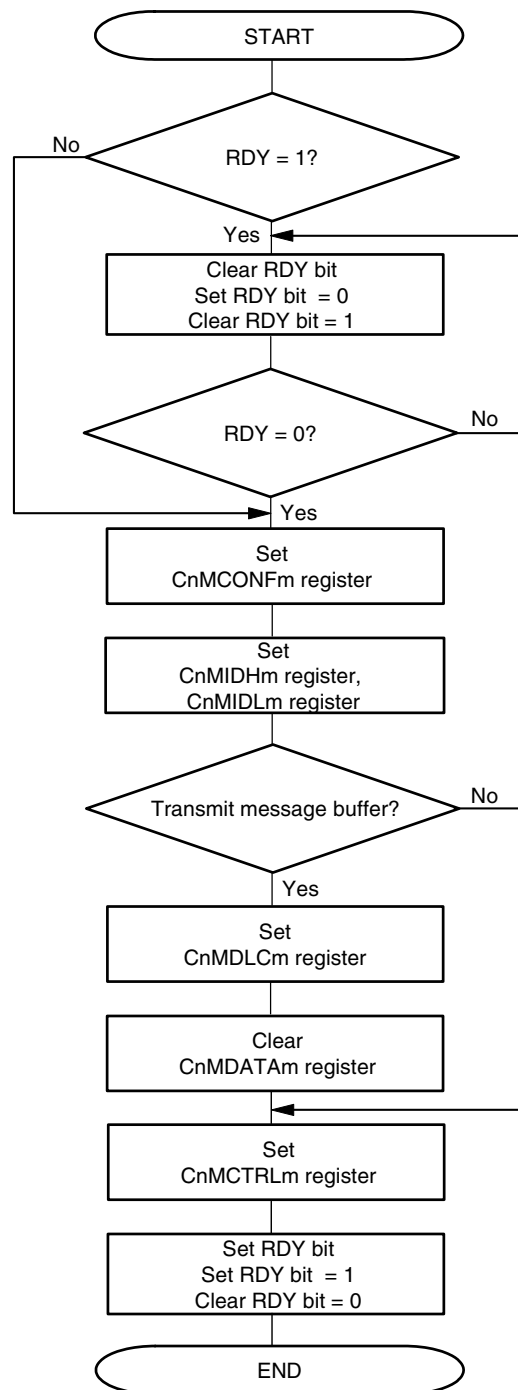 START
No
RDY = 1?
Yes
Clear RDY bit
Set RDY bit = 0
Clear RDY bit = 1
RDY = 0?
No
Yes
Set
CnMCONFm register
Set
CnMIDHm register,
CnMIDLm register
Transmit message buffer?
No
Yes
Set
CnMDLCm register
Clear
CnMDATAm register
Set
CnMCTRLm register
Set RDY bit
Set RDY bit = 1
Clear RDY bit = 0
END